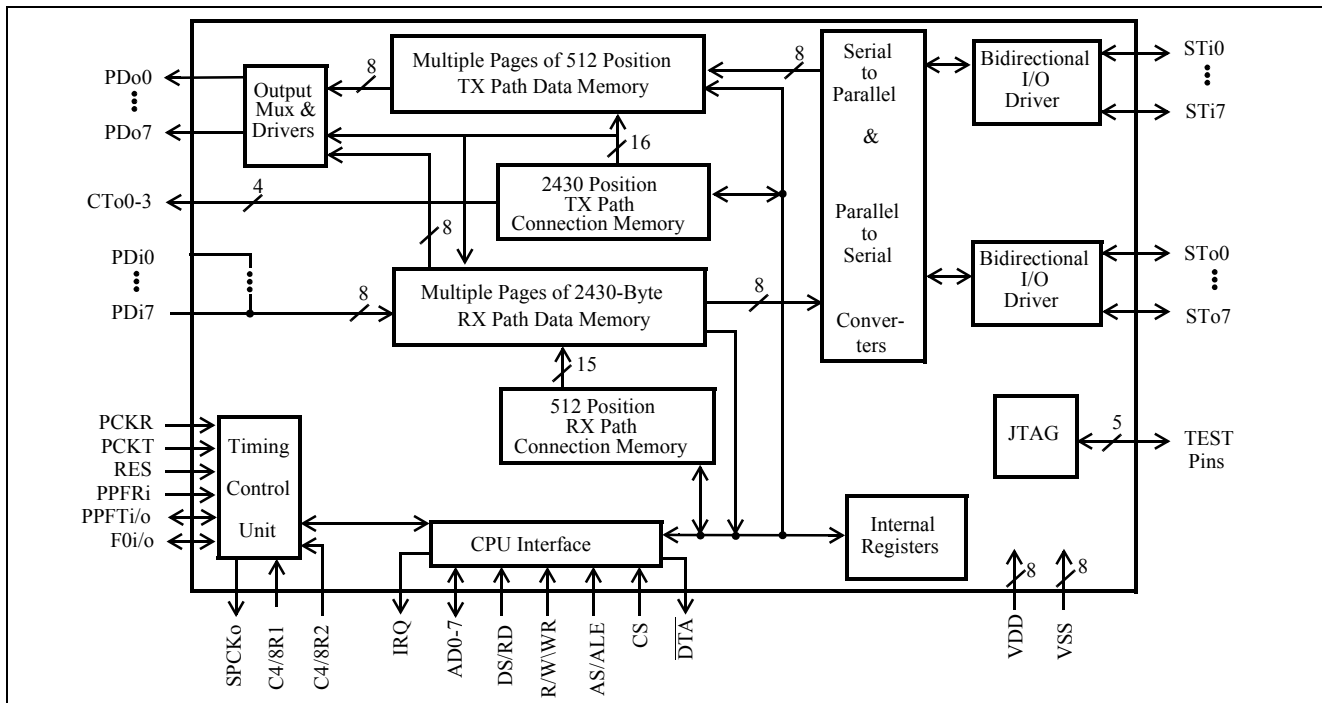 PDo0
PDo7
CTo0-3
PDi0
PDi7
Output
Mux &
Drivers
8
Multiple Pages of 512 Position
TX Path Data Memory
8
16
4
2430 Position
TX Path
Connection Memory
8
8
Multiple Pages of 2430-Byte
RX Path Data Memory
8
15
512 Position
RX Path
Connection Memory
Serial
to
Parallel
&
Parallel
to
Serial
Conver-
ters
Bidirectional
I/O
Driver
STi0
STi7
Bidirectional
I/O
Driver
STo0
STo7
JTAG
5
TEST
Pins
PCKR
PCKT
RES
PPFRi
PPFTi/o
F0i/o
Timing
Control
Unit
CPU Interface
Internal
Registers
8
8
SPCKo
C4/8R1
C4/8R2
IRQ
AD0-7
DS/RD
R/W\WR
AS/ALE
CS
DTA
VDD
VSS